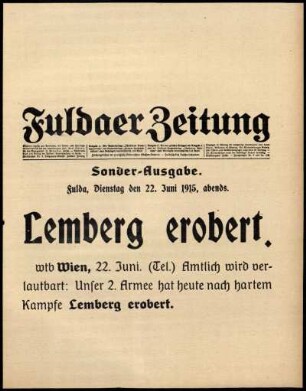 Fuldaer Zeitung
Sonder-Ausgabe.
Fulda, Dienstag den 22. Juni 1915, abends.
Lemberg erobert.
wtb Wien, 22. Juni. (Tel.) Amtlich wird ver-
lautbart: Unser 2. Armee hat heute nach hartem
Kampfe Lemberg erobert.